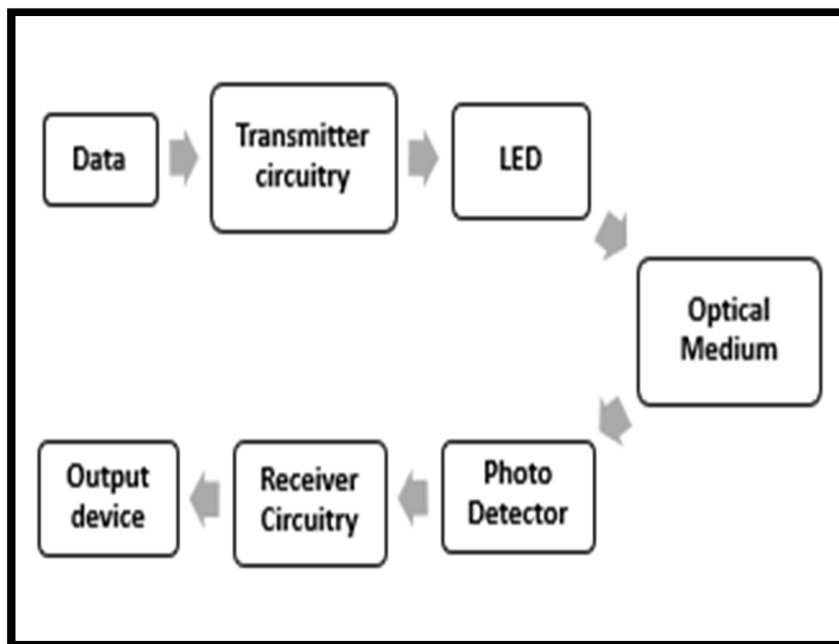 Data
Transmitter
circuitry
LED
Optical
Medium
Photo
Detector
Receiver
Circuitry
Output
device